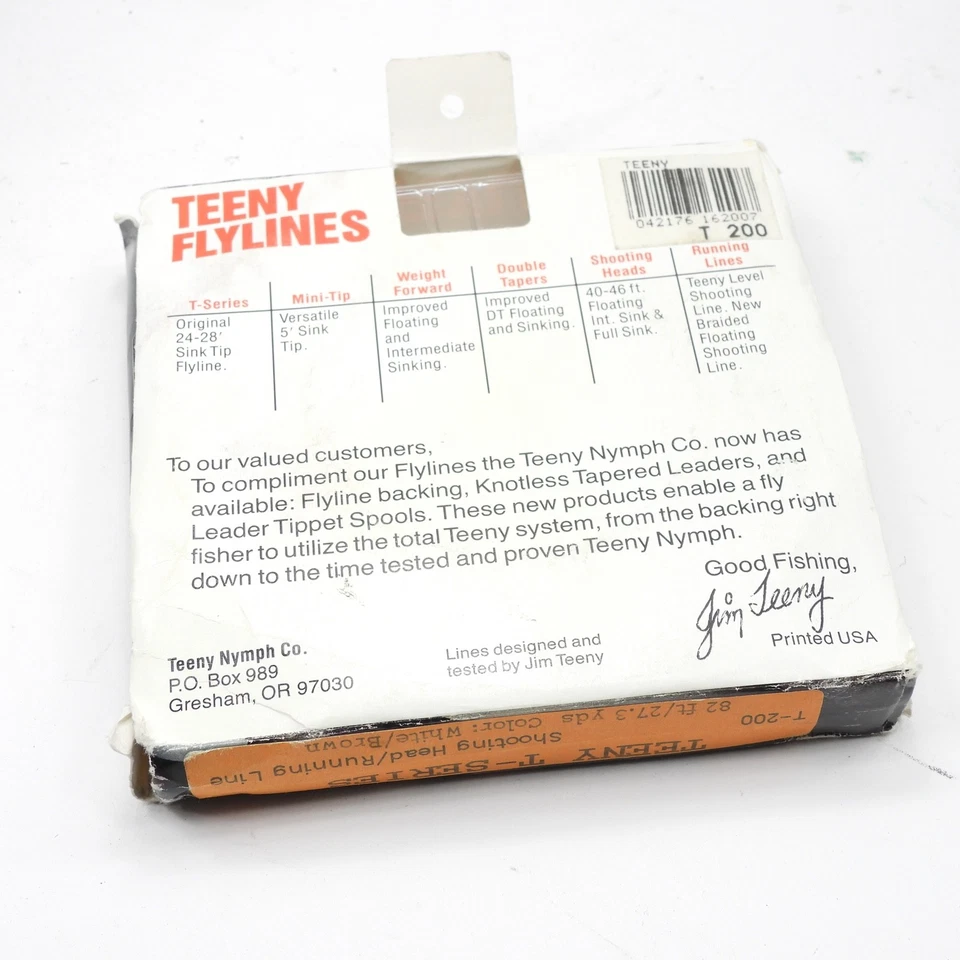 TEENY
FLYLINES
TEENY
042176 162007
T 200
T-Series
Original
24-28'
Sink Tip
Flyline.
Mini-Tip
Versatile
5' Sink
Tip.
Weight
Forward
Improved
Floating
and
Intermediate
Sinking.
Double
Tapers
Improved
DT Floating
and Sinking.
Shooting
Heads
40-46 ft.
Floating
Int. Sink &
Full Sink.
Running
Lines
Teeny Level
Shooting
Line. New
Braided
Floating
Shooting
Line.
To our valued customers,
To compliment our Flylines the Teeny Nymph Co. now has
available: Flyline backing, Knotless Tapered Leaders, and
Leader Tippet Spools. These new products enable a fly
fisher to utilize the total Teeny system, from the backing right
down to the time tested and proven Teeny Nymph.
Good Fishing,
Jim Teeny
Printed USA
Lines designed and
tested by Jim Teeny
Teeny Nymph Co.
P.O. Box 989
Gresham, OR 97030
TEENY T-SERIES
Shooting Head/Running Line
T-200 82 ft/27.3 yds Color: White/Brown